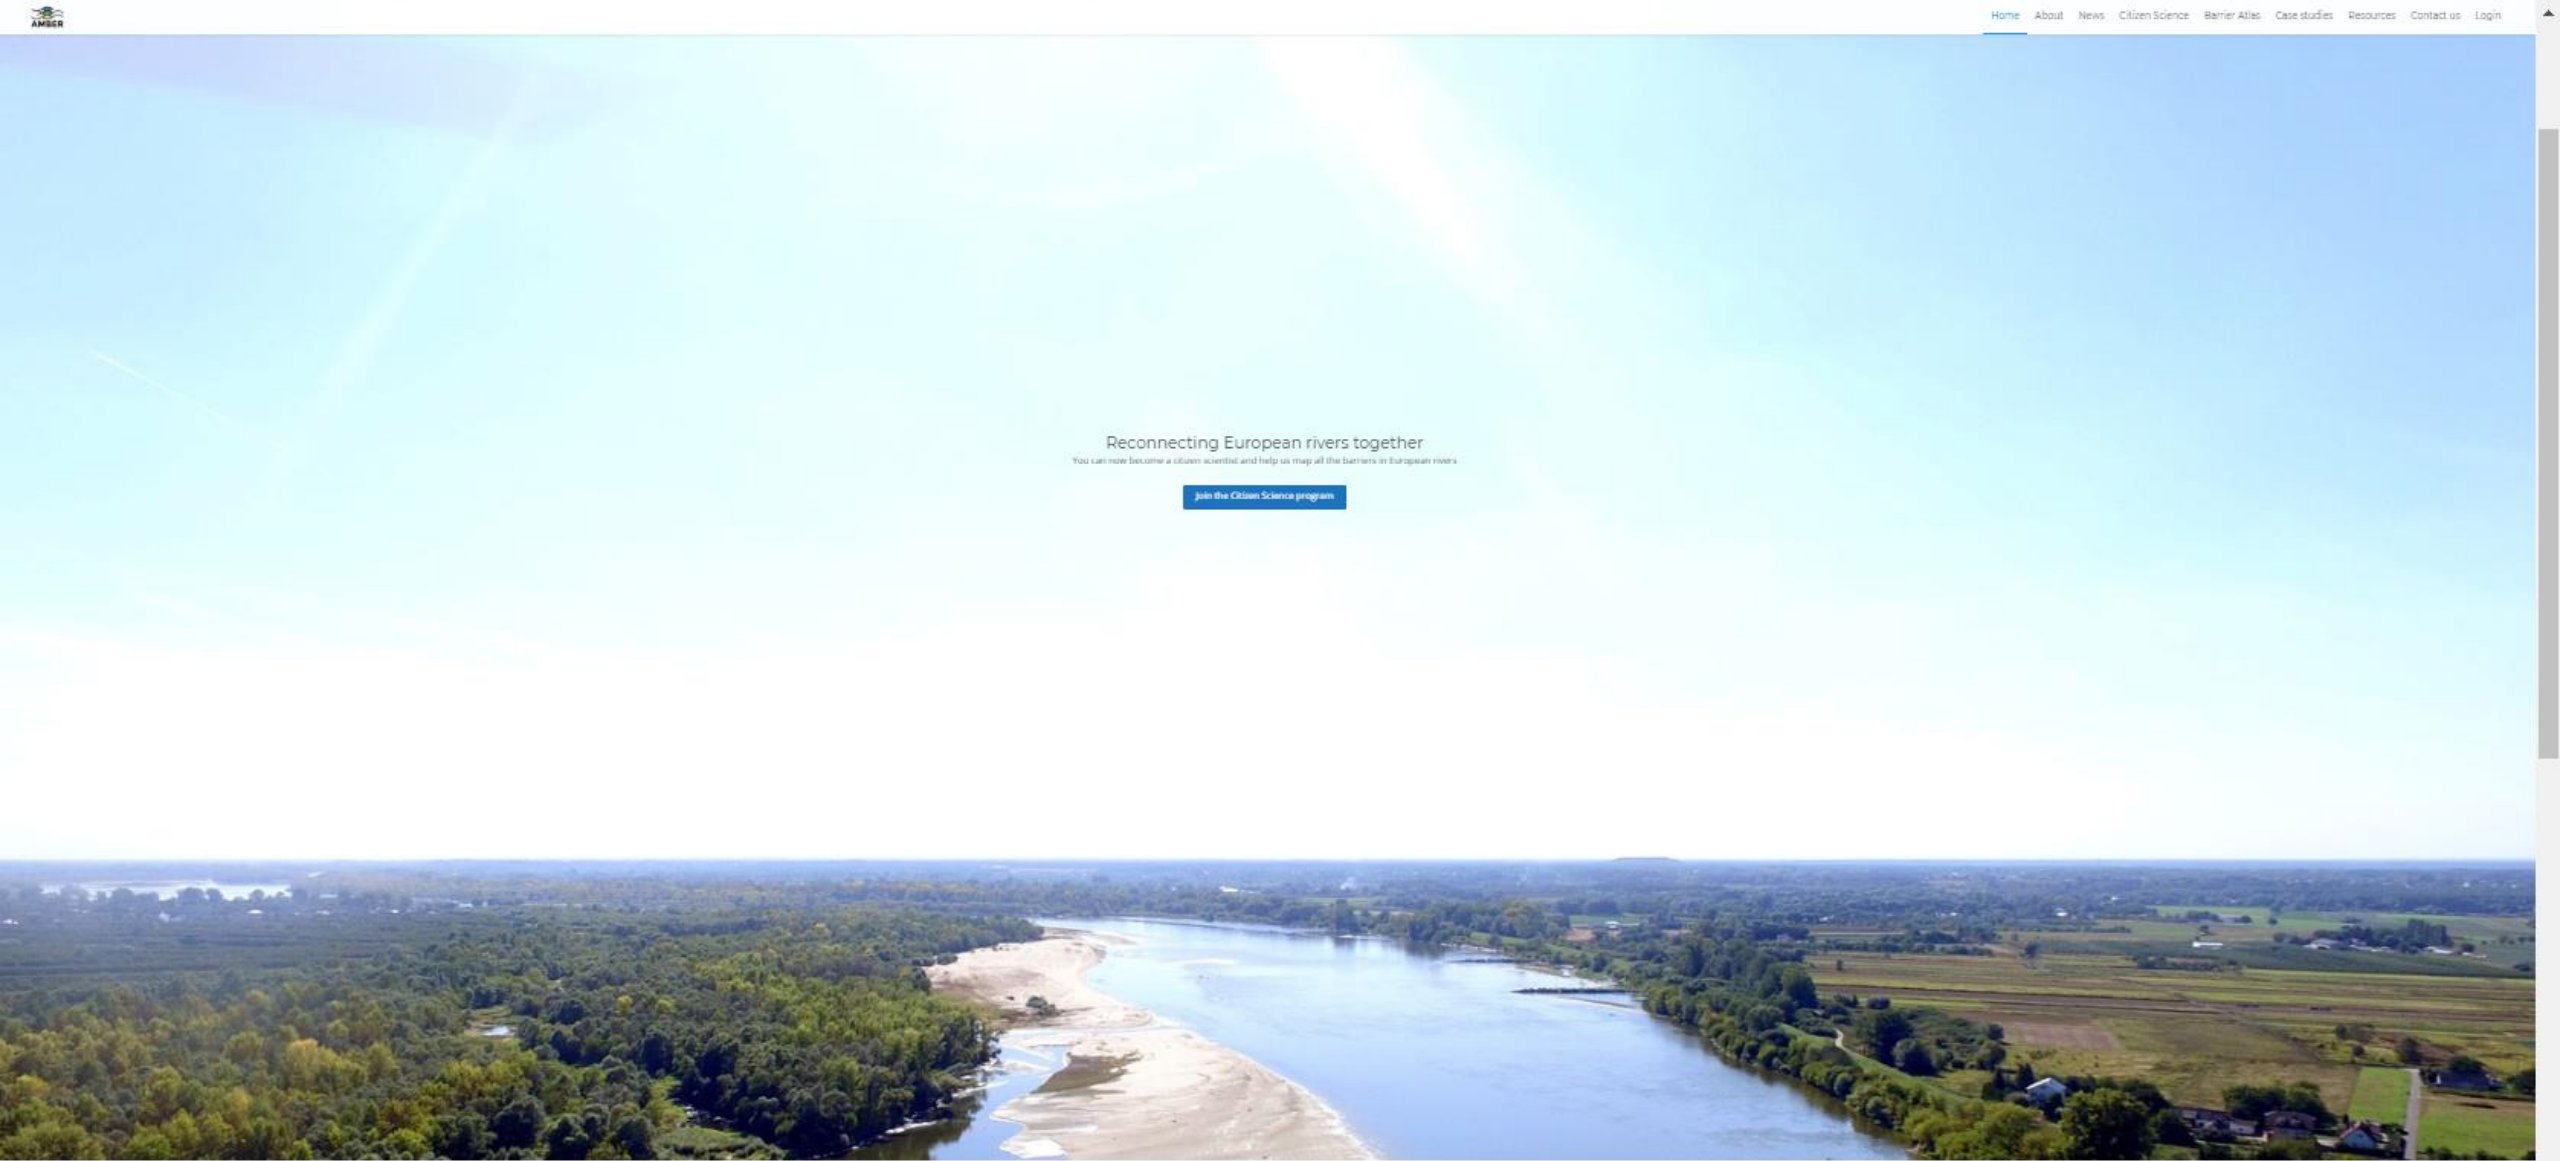 AMBER
Home About News Citizen Science Barrier Atlas Case studies Resources Contact us Login
Reconnecting European rivers together
You can now become a citizen scientist and help us map all the barriers in European rivers
Join the Citizen Science program